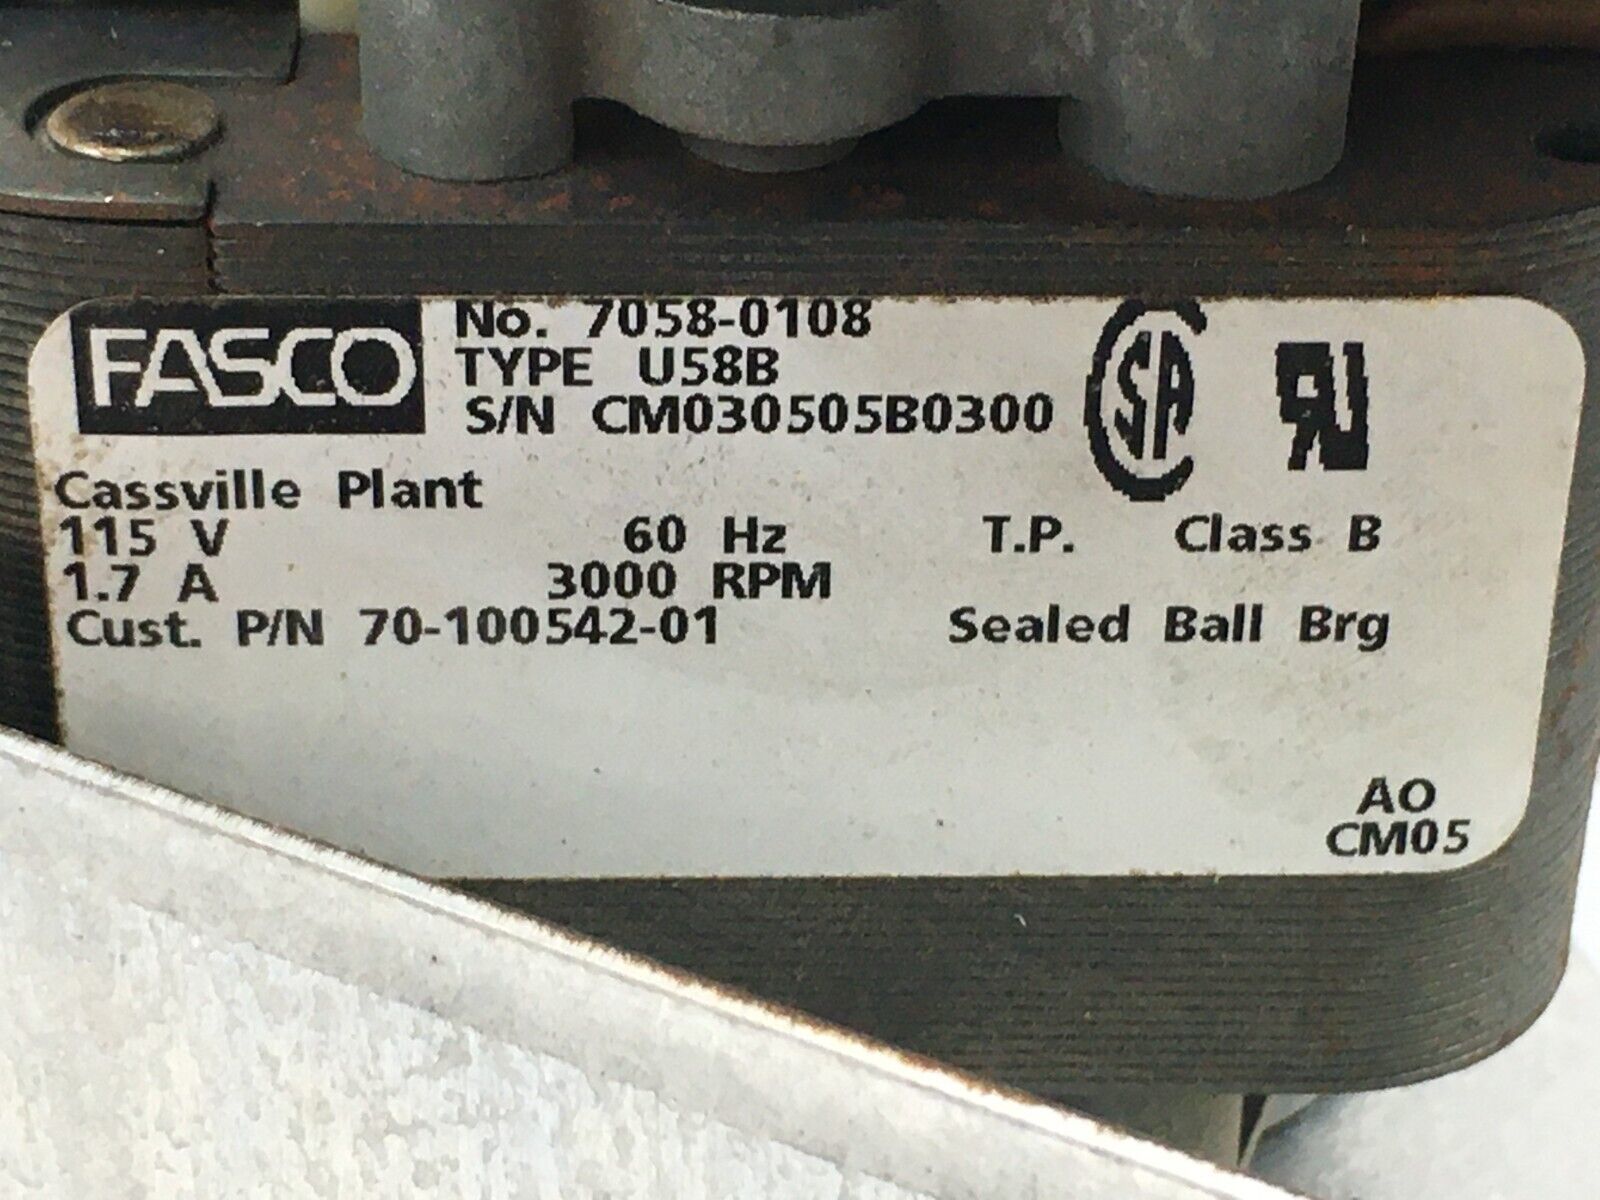 FASCO
No. 7058-0108
TYPE U58B
S/N CM030505B0300
CSA
Cassville Plant
115 V 60 Hz T.P. Class B
1.7 A 3000 RPM
Cust. P/N 70-100542-01 Sealed Ball Brg
AO
CM05